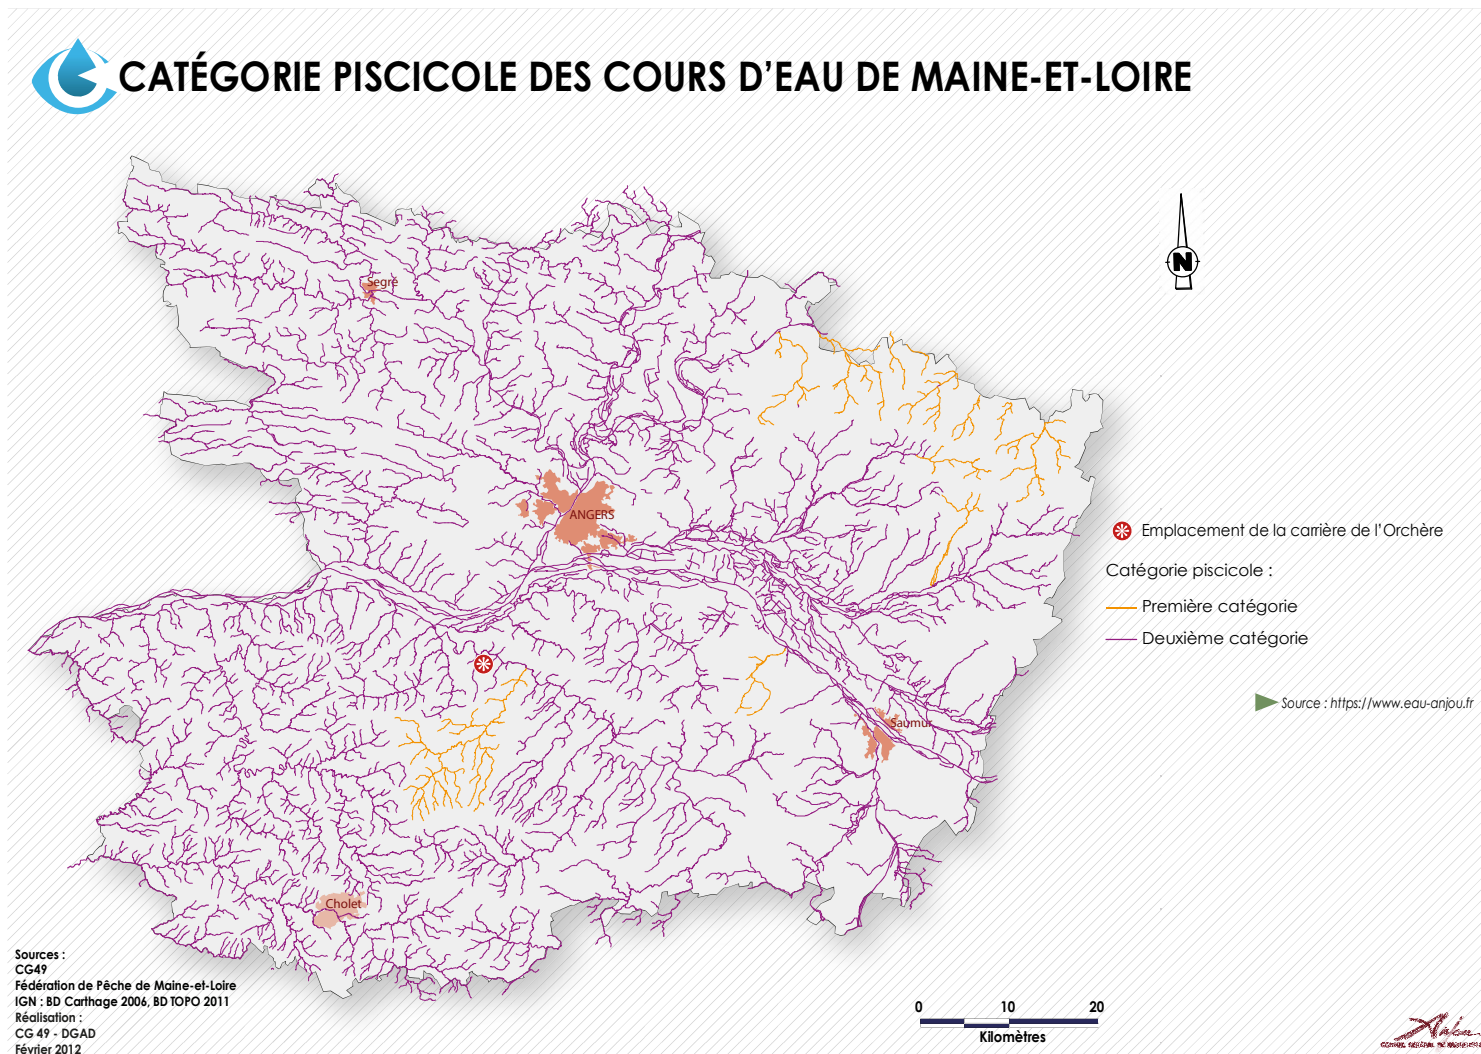 CATÉGORIE PISCICOLE DES COURS D'EAU DE MAINE-ET-LOIRE
Segré
N
ANGERS
Emplacement de la carrière de l'Orchère
Catégorie piscicole :
Première catégorie
Deuxième catégorie
Source : https://www.eau-anjou.fr
Saumur
Cholet
Sources :
CG49
Fédération de Pêche de Maine-et-Loire
IGN : BD Carthage 2006, BD TOPO 2011
Réalisation :
CG 49 - DGAD
Février 2012
0 10 20
Kilomètres
Anjou